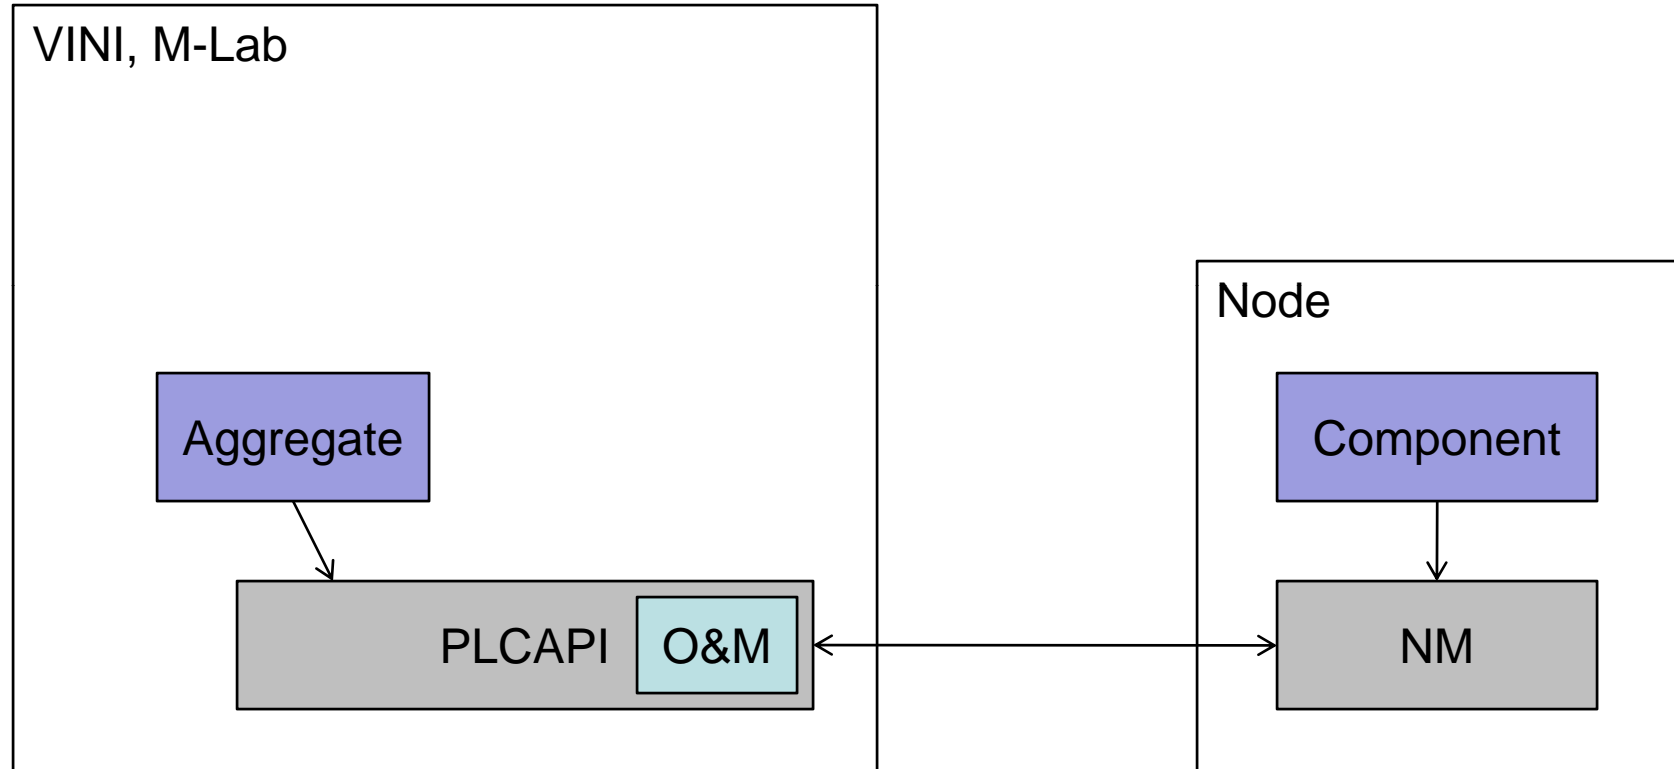 VINI, M-Lab
Node
Aggregate
Component
PLCAPI
O&M
NM